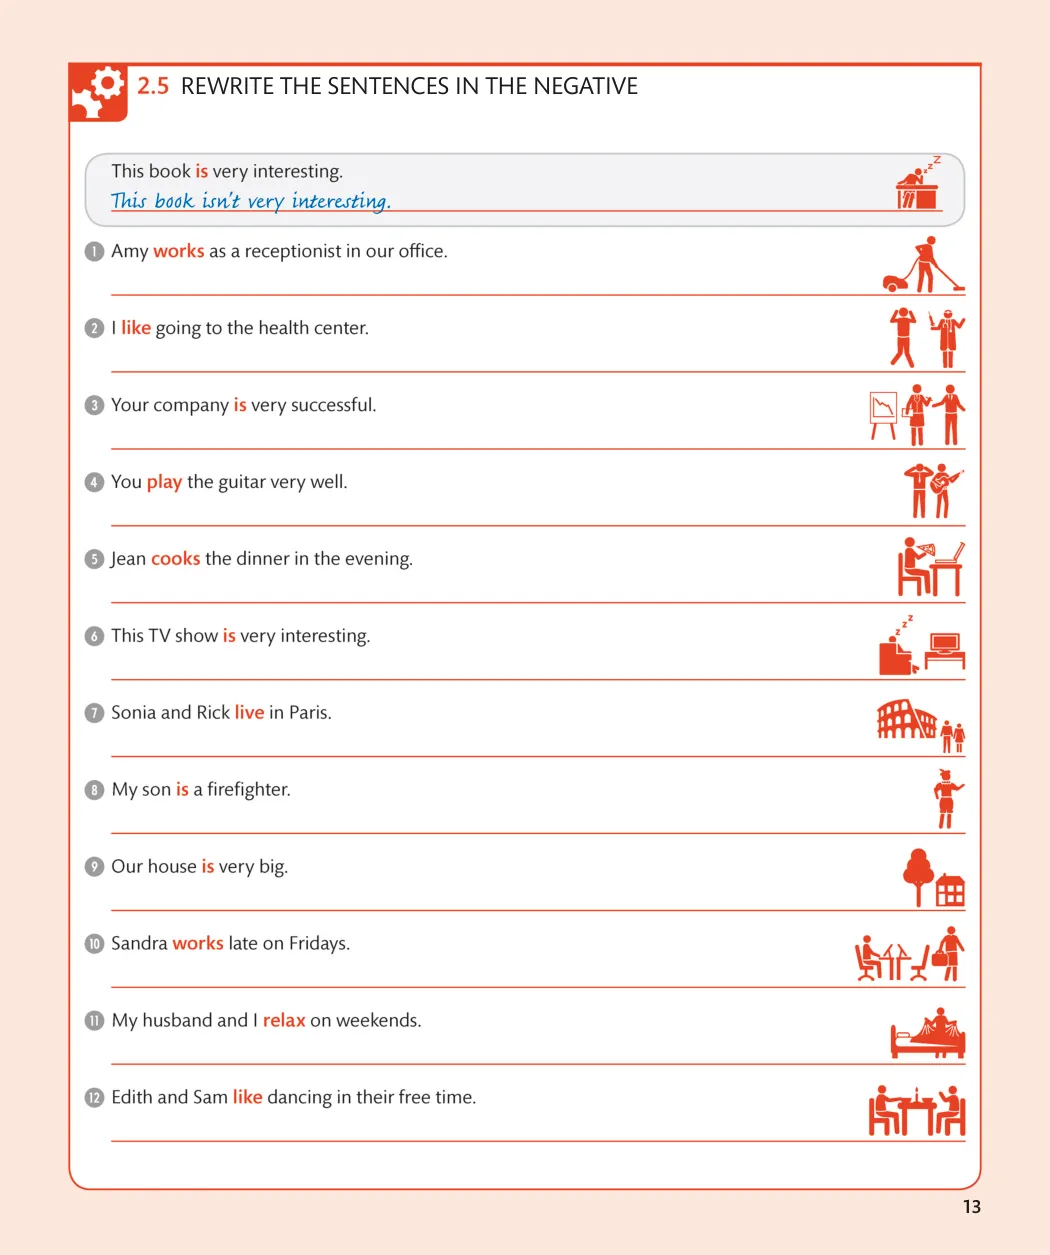 2.5 REWRITE THE SENTENCES IN THE NEGATIVE
This book is very interesting.
This book isn't very interesting.
z z z Z
1 Amy works as a receptionist in our office.
2 I like going to the health center.
3 Your company is very successful.
4 You play the guitar very well.
5 Jean cooks the dinner in the evening.
6 This TV show is very interesting.
z z z
7 Sonia and Rick live in Paris.
8 My son is a firefighter.
9 Our house is very big.
10 Sandra works late on Fridays.
11 My husband and I relax on weekends.
12 Edith and Sam like dancing in their free time.
13